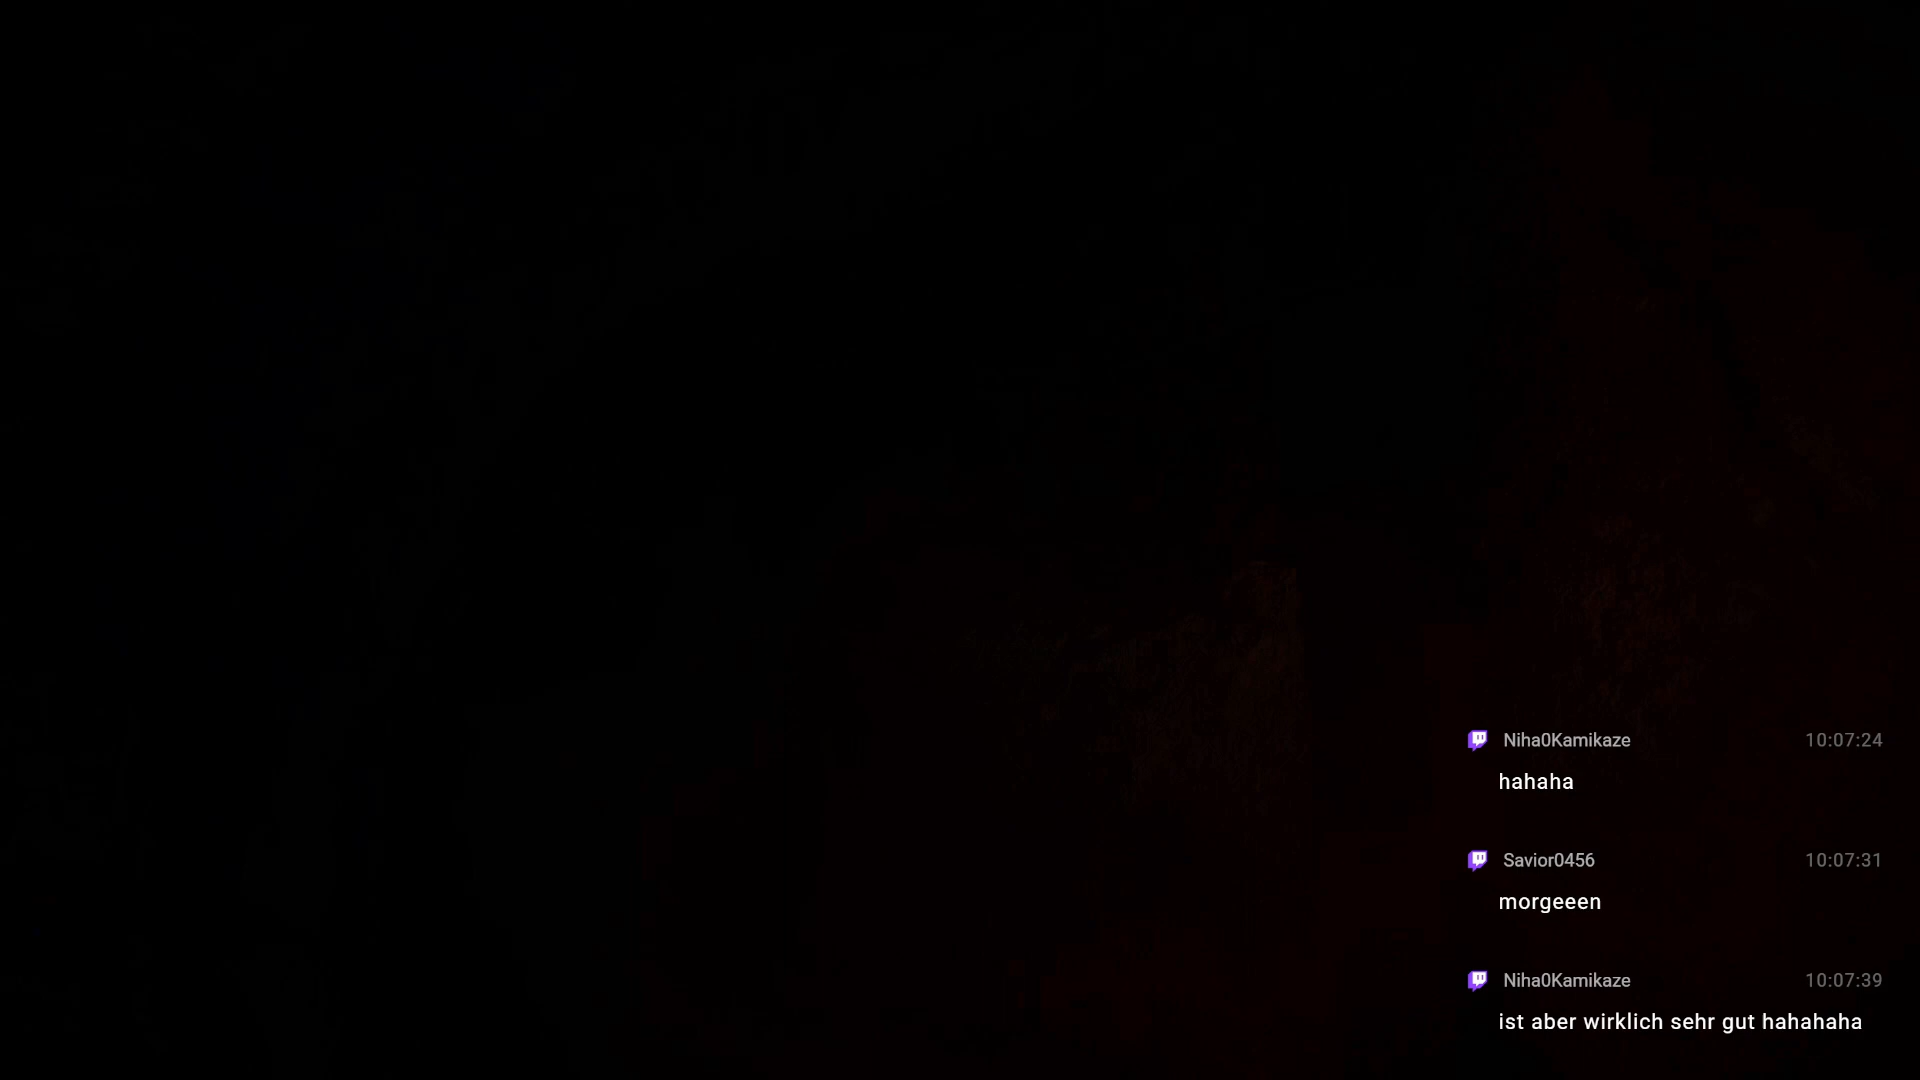 Niha0Kamikaze 10:07:24
hahaha
Savior0456 10:07:31
morgeeen
Niha0Kamikaze 10:07:39
ist aber wirklich sehr gut hahahaha